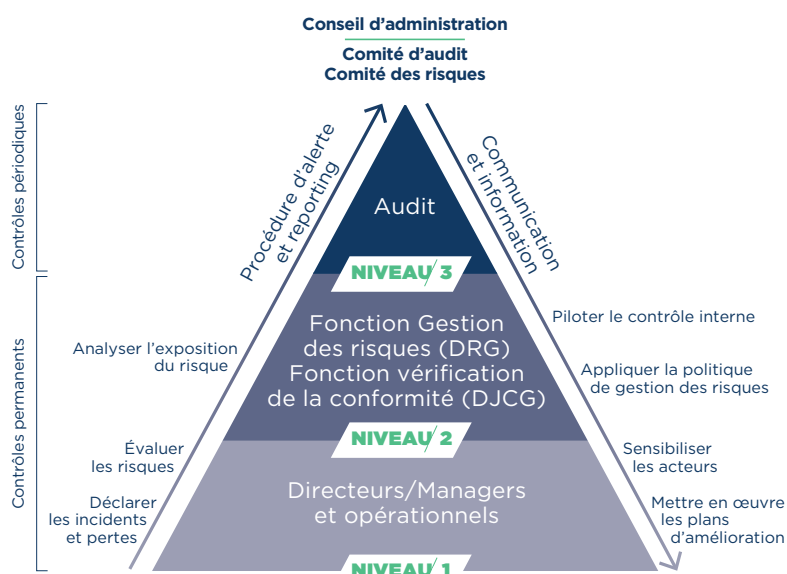 Conseil d’administration
Comité d’audit
Comité des risques
Contrôles périodiques
Procédure d’alerte
et reporting
Communication
et information
Audit
NIVEAU/ 3
Contrôles permanents
Analyser l’exposition
du risque
Fonction Gestion
des risques (DRG)
Fonction vérification
de la conformité (DJCG)
Piloter le contrôle interne
Appliquer la politique
de gestion des risques
NIVEAU/ 2
Évaluer
les risques
Déclarer
les incidents
et pertes
Directeurs/Managers
et opérationnels
Sensibiliser
les acteurs
Mettre en œuvre
les plans
d’amélioration
NIVEAU/ 1